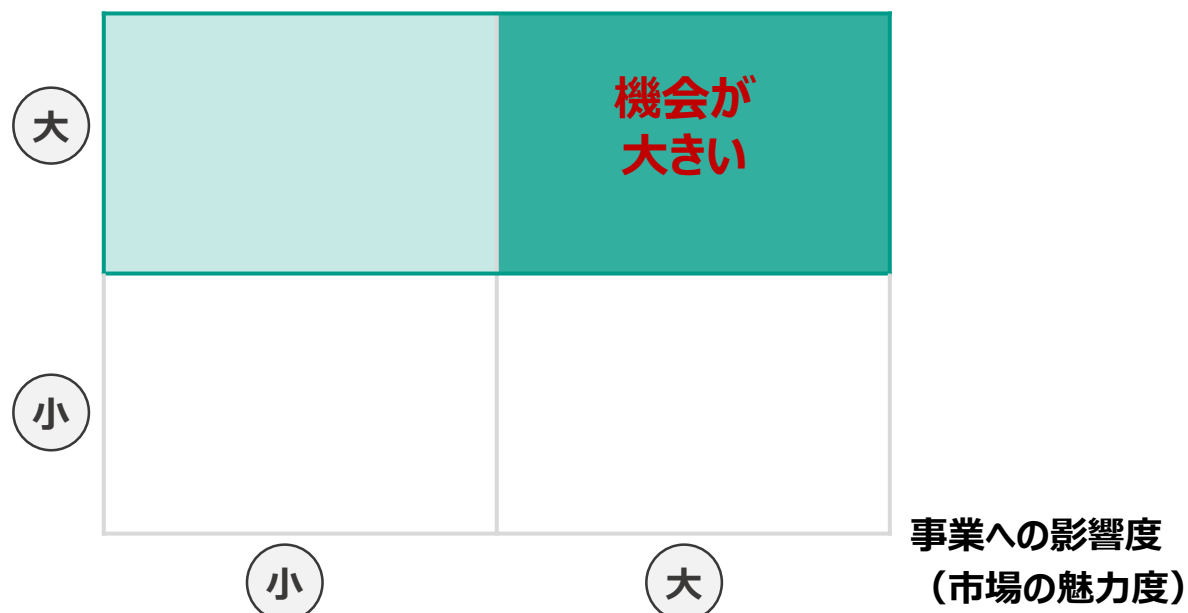 機会が
大きい
大
小
小
大
事業への影響度
（市場の魅力度）